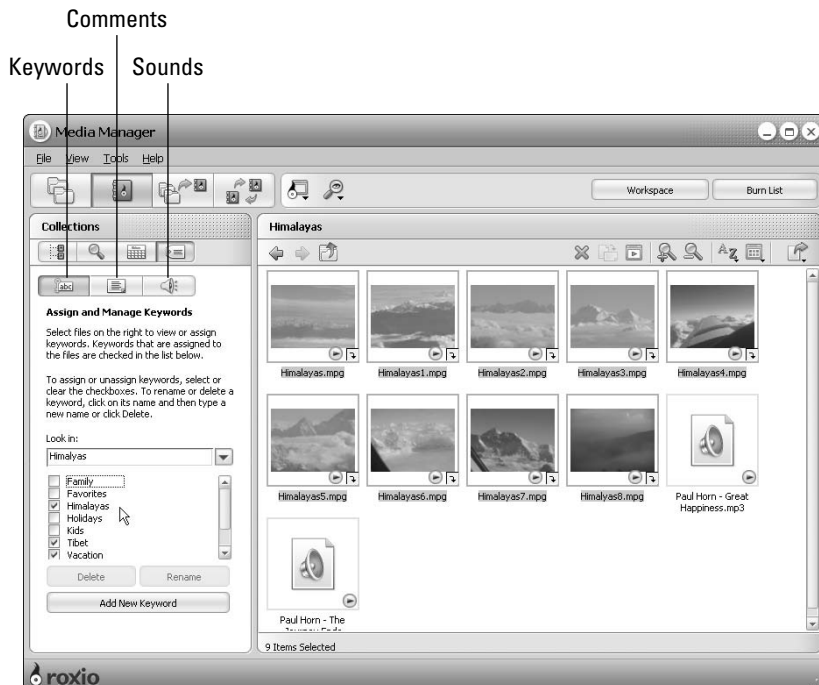 Comments
Keywords Sounds
Media Manager
File View Tools Help
Workspace Burn List
Collections
Himalayas
abc
AZ
Assign and Manage Keywords
Select files on the right to view or assign
keywords. Keywords that are assigned to
the files are checked in the list below.
To assign or unassign keywords, select or
clear the checkboxes. To rename or delete a
keyword, click on its name and then type a
new name or click Delete.
Look in:
Himalyas
Family
Favorites
Himalayas
Holidays
Kids
Tibet
Vacation
Delete Rename
Add New Keyword
Himalayas.mpg Himalayas1.mpg Himalayas2.mpg Himalayas3.mpg Himalayas4.mpg
Himalayas5.mpg Himalayas6.mpg Himalayas7.mpg Himalyas8.mpg Paul Horn - Great
Happiness.mp3
Paul Horn - The
Journey Ends
9 Items Selected
roxio